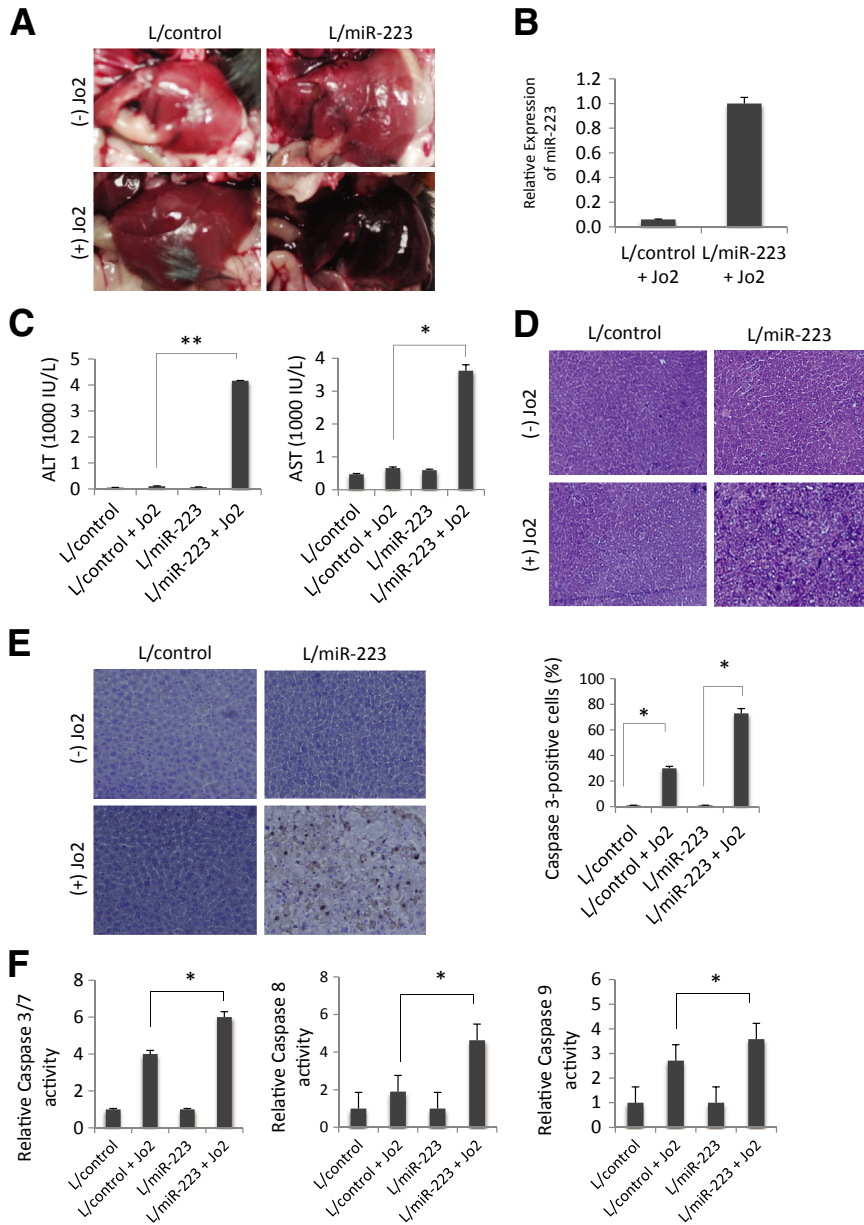 A
L/control
L/miR-223
(-) Jo2
(+) Jo2
B
Relative Expression
of miR-223
1.2
1.0
0.8
0.6
0.4
0.2
0.0
L/control
+ Jo2
L/miR-223
+ Jo2
C
ALT (1000 IU/L)
5
4
3
2
1
0
**
L/control
L/control + Jo2
L/miR-223
L/miR-223 + Jo2
AST (1000 IU/L)
4
3
2
1
0
*
L/control
L/control + Jo2
L/miR-223
L/miR-223 + Jo2
D
L/control
L/miR-223
(-) Jo2
(+) Jo2
E
L/control
L/miR-223
(-) Jo2
(+) Jo2
Caspase 3-positive cells (%)
100
80
60
40
20
0
*
*
L/control
L/control + Jo2
L/miR-223
L/miR-223 + Jo2
F
Relative Caspase 3/7
activity
8
6
4
2
0
*
L/control
L/control + Jo2
L/miR-223
L/miR-223 + Jo2
Relative Caspase 8
activity
8
6
4
2
0
*
L/control
L/control + Jo2
L/miR-223
L/miR-223 + Jo2
Relative Caspase 9
activity
6
5
4
3
2
1
0
*
L/control
L/control + Jo2
L/miR-223
L/miR-223 + Jo2